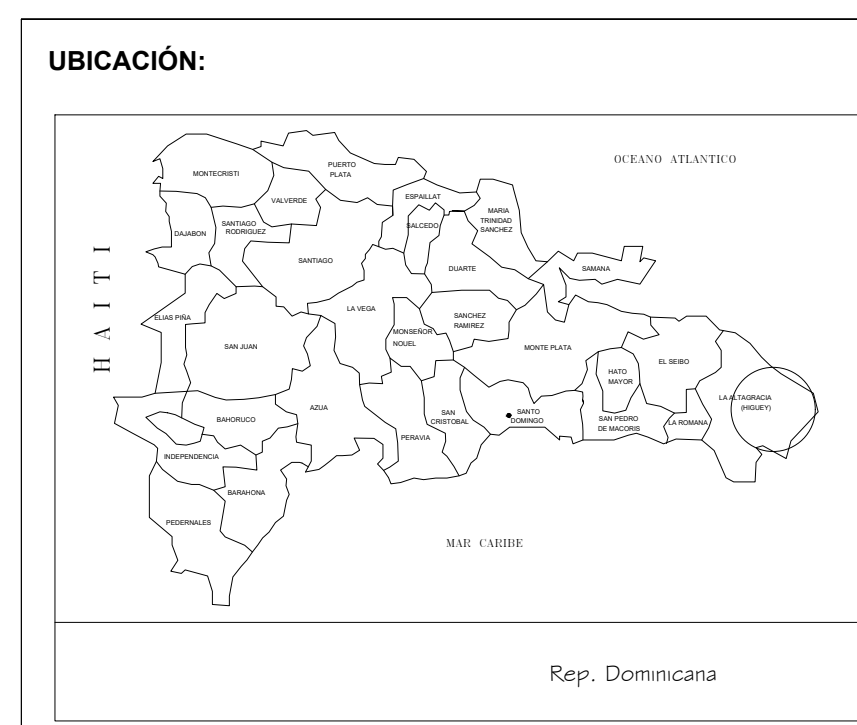 UBICACIÓN:
OCEANO ATLANTICO
HAITI
MONTECRISTI
PUERTO
PLATA
VALVERDE
ESPAILLAT
MARIA
TRINIDAD
SANCHEZ
DAJABON
SANTIAGO
RODRIGUEZ
SALCEDO
SANTIAGO
DUARTE
SAMANA
ELIAS PIÑA
LA VEGA
SANCHEZ
RAMIREZ
SAN JUAN
MONSEÑOR
NOUEL
MONTE PLATA
EL SEIBO
HATO
MAYOR
LA ALTAGRACIA
(HIGUEY)
BAHORUCO
AZUA
SAN
CRISTOBAL
SANTO
DOMINGO
SAN PEDRO
DE MACORIS
LA ROMANA
PERAVIA
INDEPENDENCIA
BARAHONA
PEDERNALES
MAR CARIBE
Rep. Dominicana